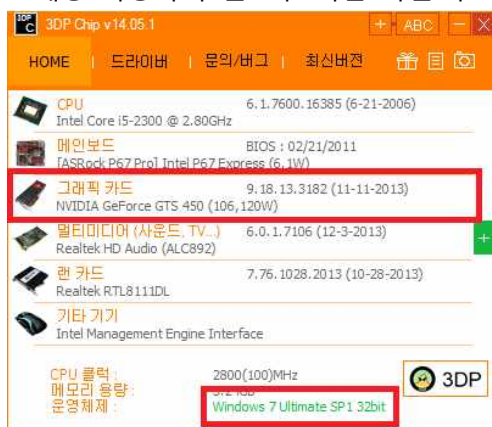 3DP Chip v14.05.1
+ ABC
HOME | 드라이버 | 문의/버그 | 최신버전
CPU 6.1.7600.16385 (6-21-2006)
Intel Core i5-2300 @ 2.80GHz
메인보드 BIOS : 02/21/2011
[ASRock P67 Pro] Intel P67 Express (6,1W)
그래픽 카드 9.18.13.3182 (11-11-2013)
NVIDIA GeForce GTS 450 (106,120W)
멀티미디어 (사운드, TV...) 6.0.1.7106 (12-3-2013)
Realtek HD Audio (ALC892)
랜 카드 7.76.1028.2013 (10-28-2013)
Realtek RTL8111DL
기타 기기
Intel Management Engine Interface
CPU 클럭 : 2800(100)MHz
메모리 용량 :
운영체제 : Windows 7 Ultimate SP1 32bit
3DP